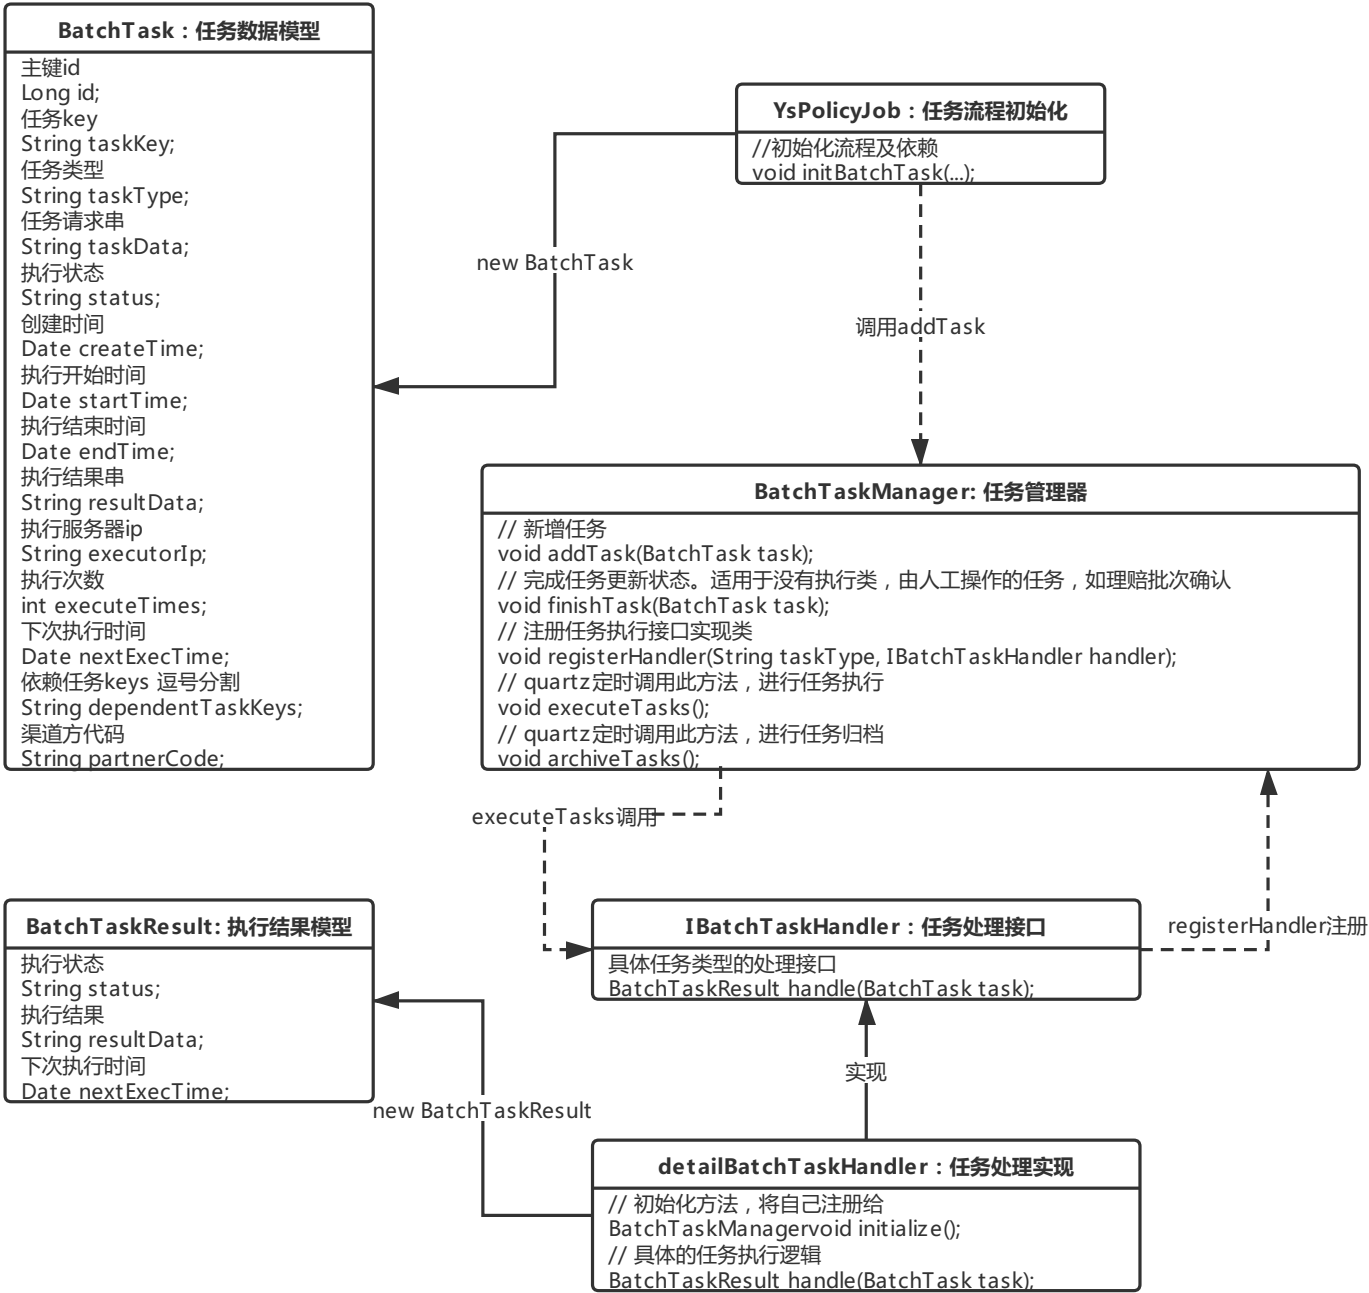 BatchTask：任务数据模型
主键id
Long id;
任务key
String taskKey;
任务类型
String taskType;
任务请求串
String taskData;
执行状态
String status;
创建时间
Date createTime;
执行开始时间
Date startTime;
执行结束时间
Date endTime;
执行结果串
String resultData;
执行服务器ip
String executorIp;
执行次数
int executeTimes;
下次执行时间
Date nextExecTime;
依赖任务keys 逗号分割
String dependentTaskKeys;
渠道方代码
String partnerCode;
YsPolicyJob：任务流程初始化
//初始化流程及依赖
void initBatchTask(...);
new BatchTask
调用addTask
BatchTaskManager: 任务管理器
// 新增任务
void addTask(BatchTask task);
// 完成任务更新状态。适用于没有执行类，由人工操作的任务，如理赔批次确认
void finishTask(BatchTask task);
// 注册任务执行接口实现类
void registerHandler(String taskType, IBatchTaskHandler handler);
// quartz定时调用此方法，进行任务执行
void executeTasks();
// quartz定时调用此方法，进行任务归档
void archiveTasks();
executeTasks调用
registerHandler注册
BatchTaskResult: 执行结果模型
执行状态
String status;
执行结果
String resultData;
下次执行时间
Date nextExecTime;
IBatchTaskHandler：任务处理接口
具体任务类型的处理接口
BatchTaskResult handle(BatchTask task);
实现
new BatchTaskResult
detailBatchTaskHandler：任务处理实现
// 初始化方法，将自己注册给
BatchTaskManagervoid initialize();
// 具体的任务执行逻辑
BatchTaskResult handle(BatchTask task);